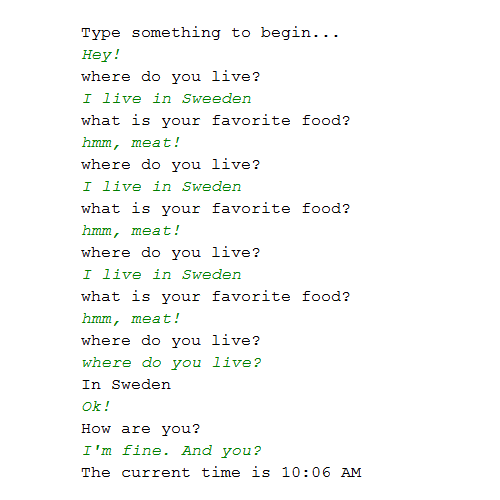 Type something to begin...
Hey!
where do you live?
I live in Sweeden
what is your favorite food?
hmm, meat!
where do you live?
I live in Sweden
what is your favorite food?
hmm, meat!
where do you live?
I live in Sweden
what is your favorite food?
hmm, meat!
where do you live?
where do you live?
In Sweden
Ok!
How are you?
I'm fine. And you?
The current time is 10:06 AM